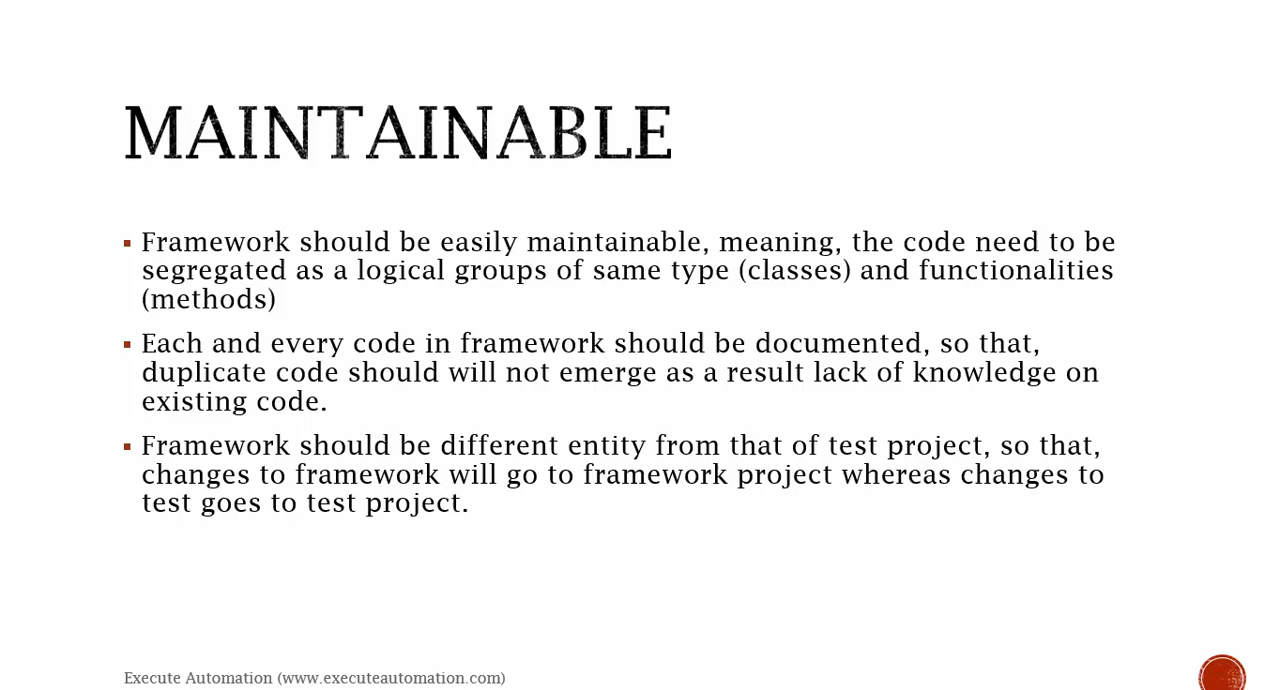 MAINTAINABLE
▪ Framework should be easily maintainable, meaning, the code need to be
segregated as a logical groups of same type (classes) and functionalities
(methods)
▪ Each and every code in framework should be documented, so that,
duplicate code should will not emerge as a result lack of knowledge on
existing code.
▪ Framework should be different entity from that of test project, so that,
changes to framework will go to framework project whereas changes to
test goes to test project.
Execute Automation (www.executeautomation.com)